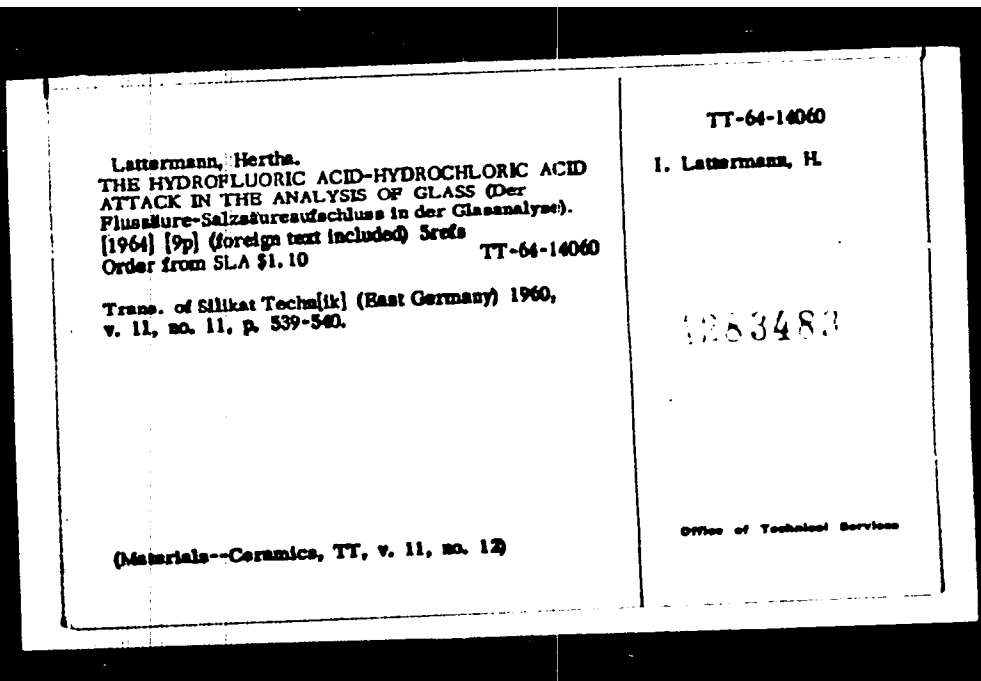 Lattermann, Hertha.
THE HYDROFLUORIC ACID-HYDROCHLORIC ACID
ATTACK IN THE ANALYSIS OF GLASS (Der
Flussäure-Salzsäureaufschluss in der Glasanalyse).
[1964] [9p] (foreign text included) 5refs
Order from SLA $1.10 TT-64-14060
Trans. of Silikat Techn[ik] (East Germany) 1960,
v. 11, no. 11, p. 539-540.
(Materials--Ceramics, TT, v. 11, no. 12)
TT-64-14060
I. Lattermann, H.
Office of Technical Services